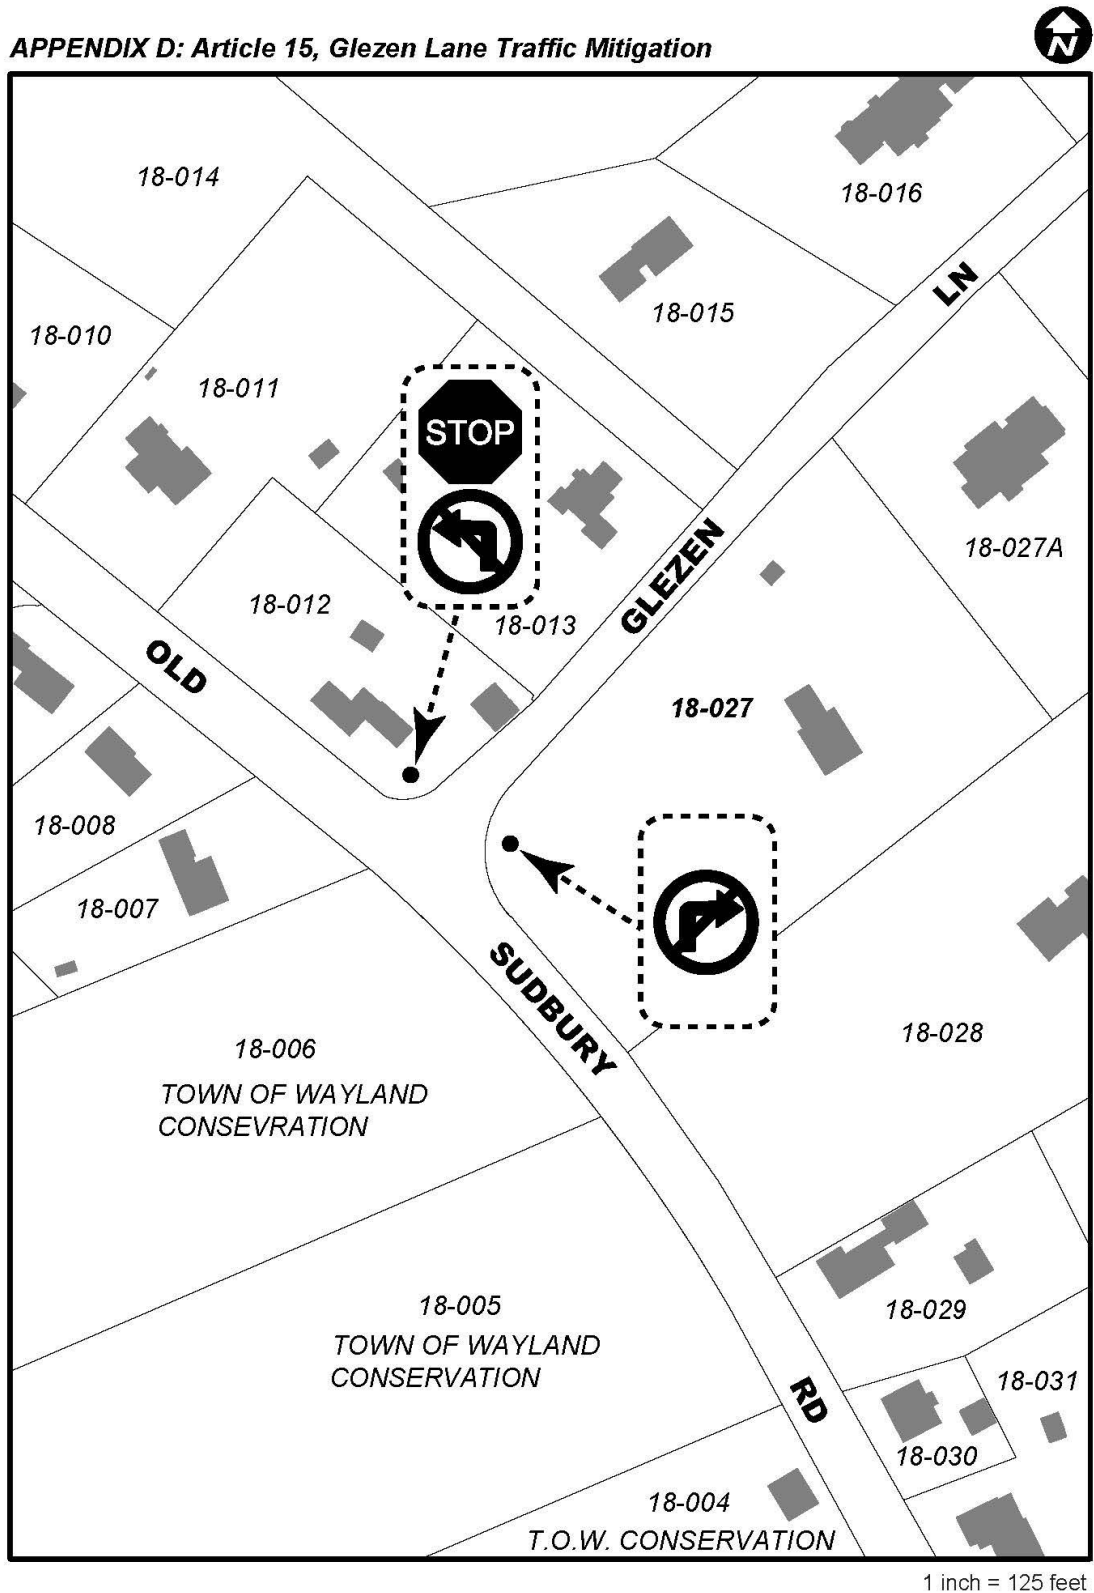 N
APPENDIX D: Article 15, Glezen Lane Traffic Mitigation
18-014
18-016
LN
18-015
18-010
18-011
STOP
18-027A
GLEZEN
18-012
18-013
OLD
18-027
18-008
18-007
SUDBURY
18-028
18-006
TOWN OF WAYLAND
CONSEVRATION
18-005
TOWN OF WAYLAND
CONSERVATION
18-029
18-031
RD
18-030
18-004
T.O.W. CONSERVATION
1 inch = 125 feet